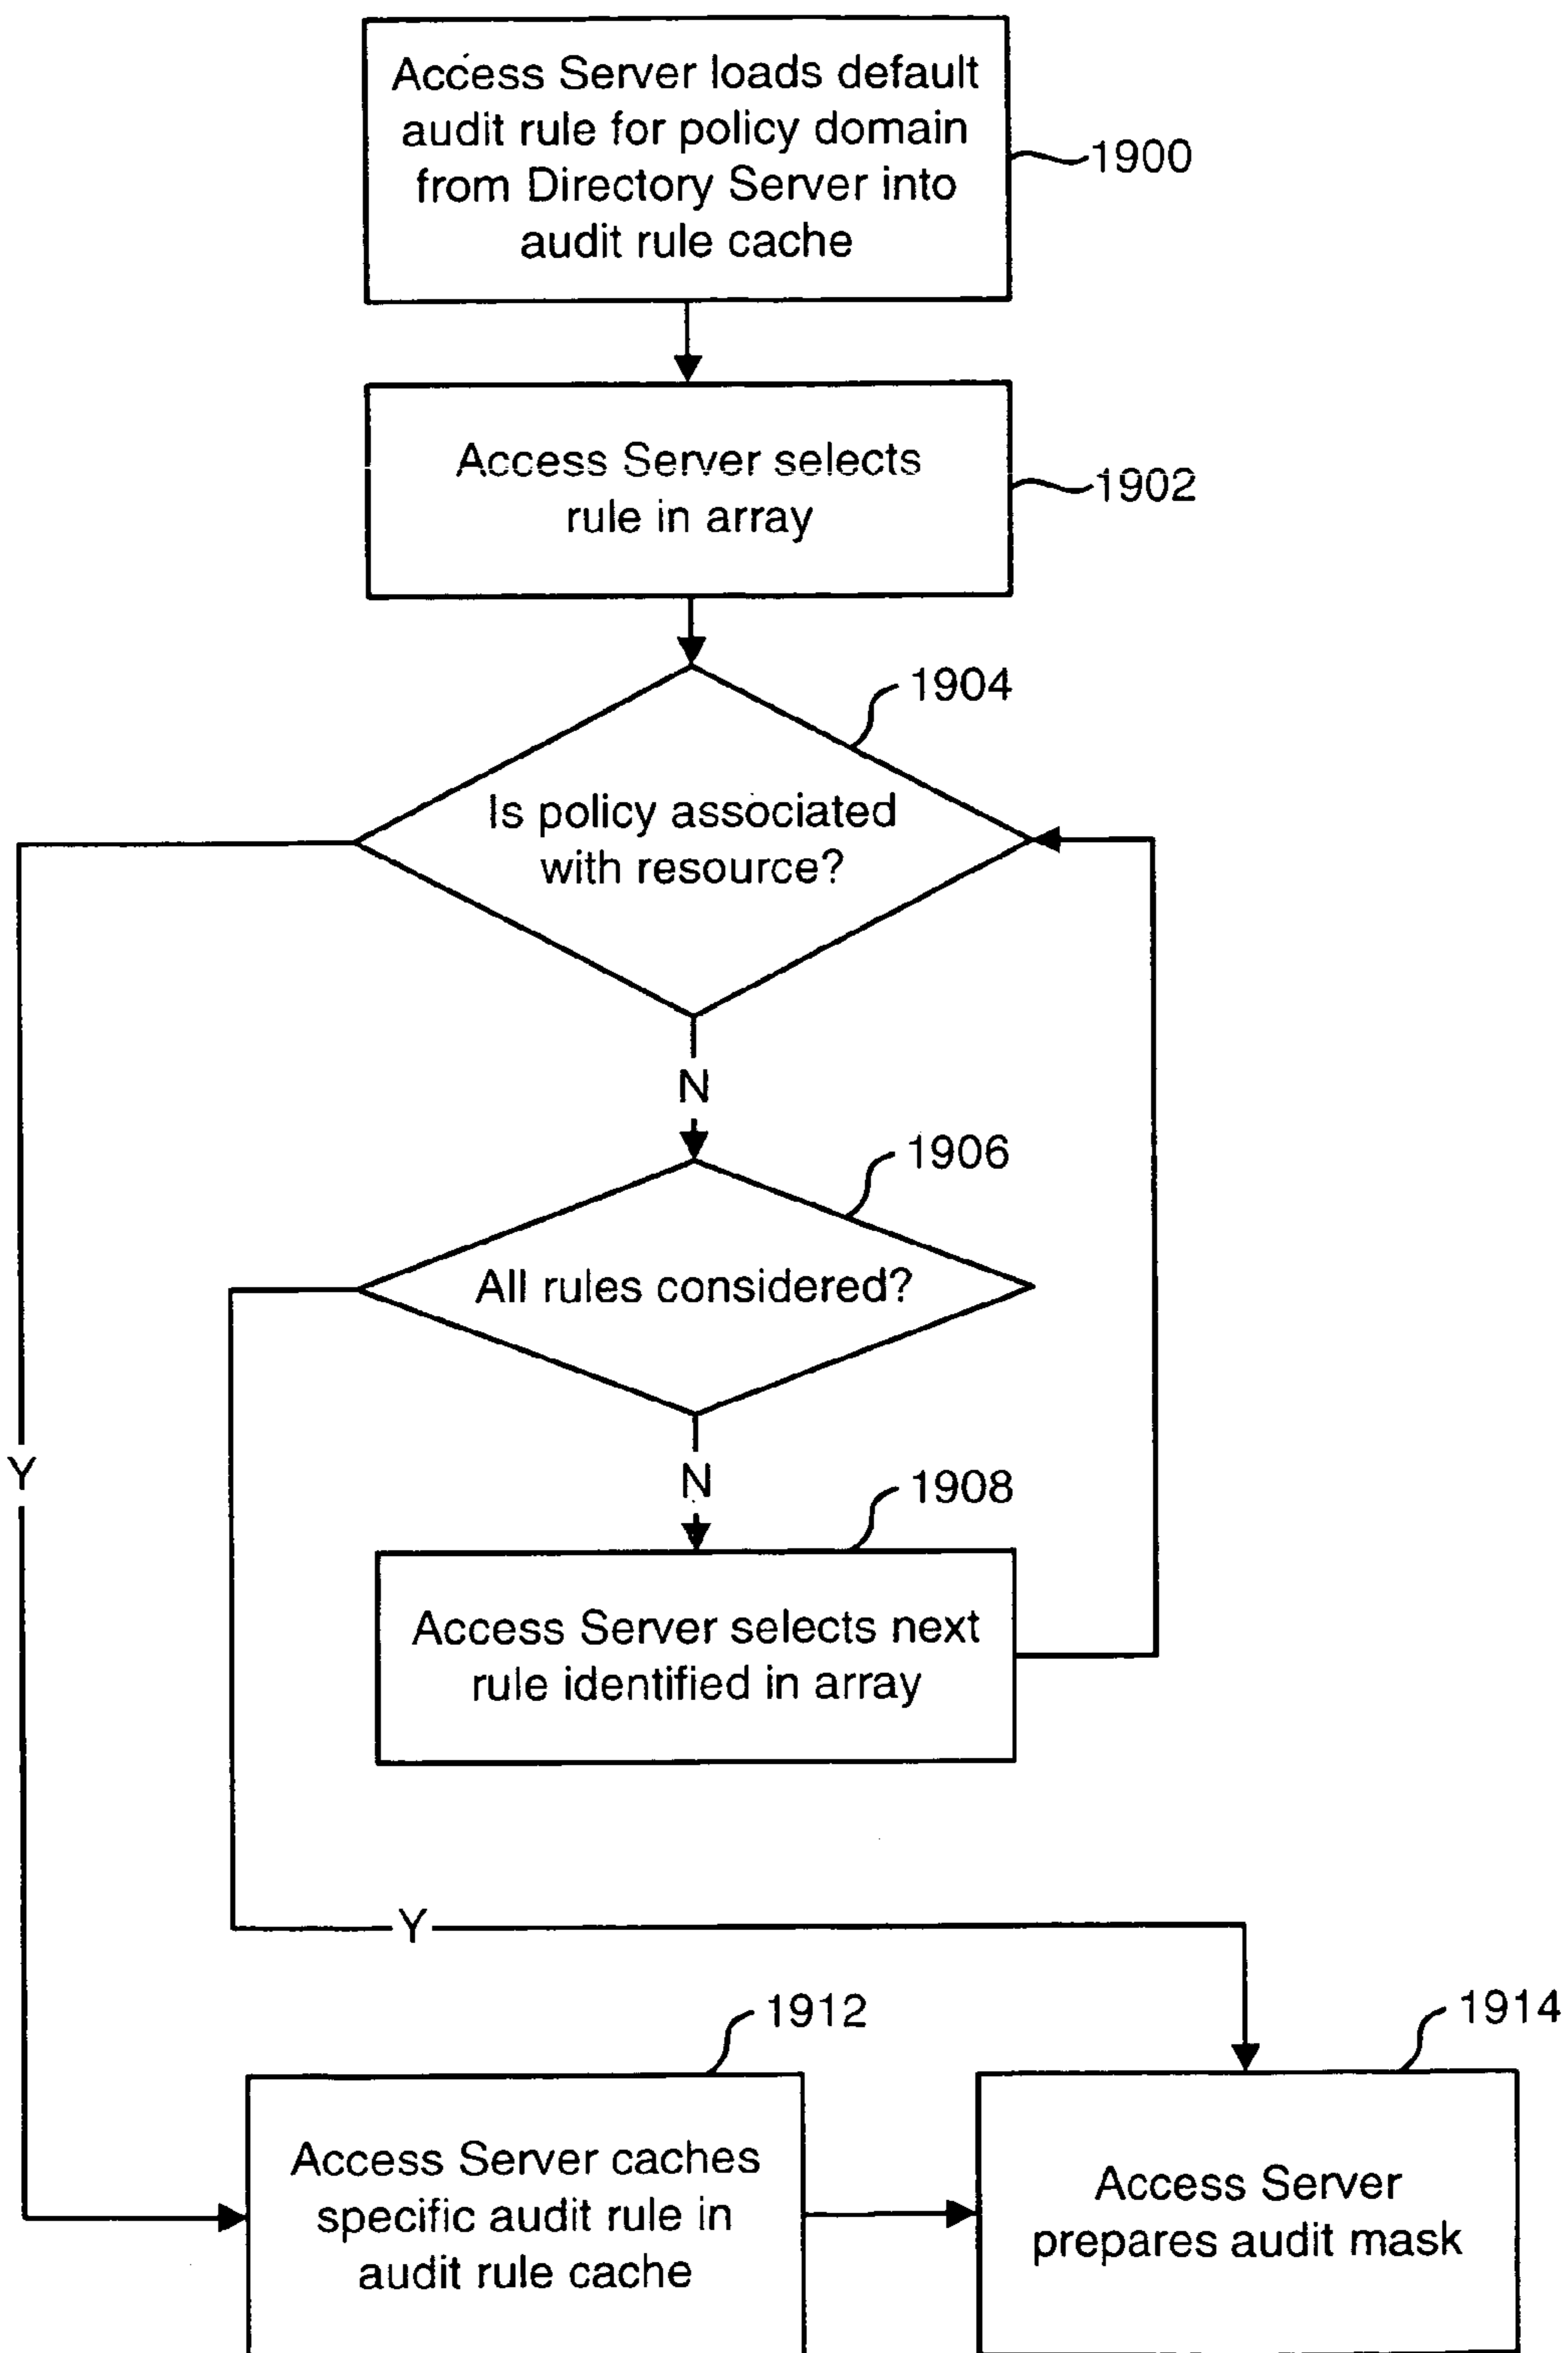 Access Server loads default
audit rule for policy domain
from Directory Server into
audit rule cache
1900
Access Server selects
rule in array
1902
1904
Is policy associated
with resource?
N
1906
All rules considered?
Y
N
1908
Access Server selects next
rule identified in array
Y
1912
1914
Access Server caches
specific audit rule in
audit rule cache
Access Server
prepares audit mask